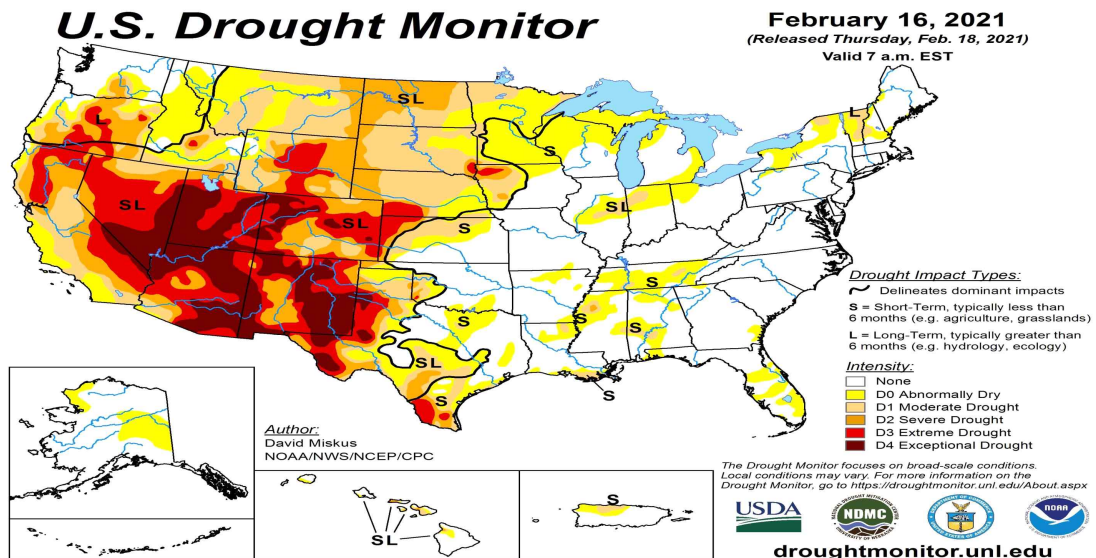 U.S. Drought Monitor
February 16, 2021
(Released Thursday, Feb. 18, 2021)
Valid 7 a.m. EST
SL
L
L
S
SL
SL
SL
S
S
S
S
S
SL
S
S
Drought Impact Types:
Delineates dominant impacts
S = Short-Term, typically less than
6 months (e.g. agriculture, grasslands)
L = Long-Term, typically greater than
6 months (e.g. hydrology, ecology)
Intensity:
None
D0 Abnormally Dry
D1 Moderate Drought
D2 Severe Drought
D3 Extreme Drought
D4 Exceptional Drought
Author:
David Miskus
NOAA/NWS/NCEP/CPC
SL
S
The Drought Monitor focuses on broad-scale conditions.
Local conditions may vary. For more information on the
Drought Monitor, go to https://droughtmonitor.unl.edu/About.aspx
USDA
NDMC
NOAA
droughtmonitor.unl.edu